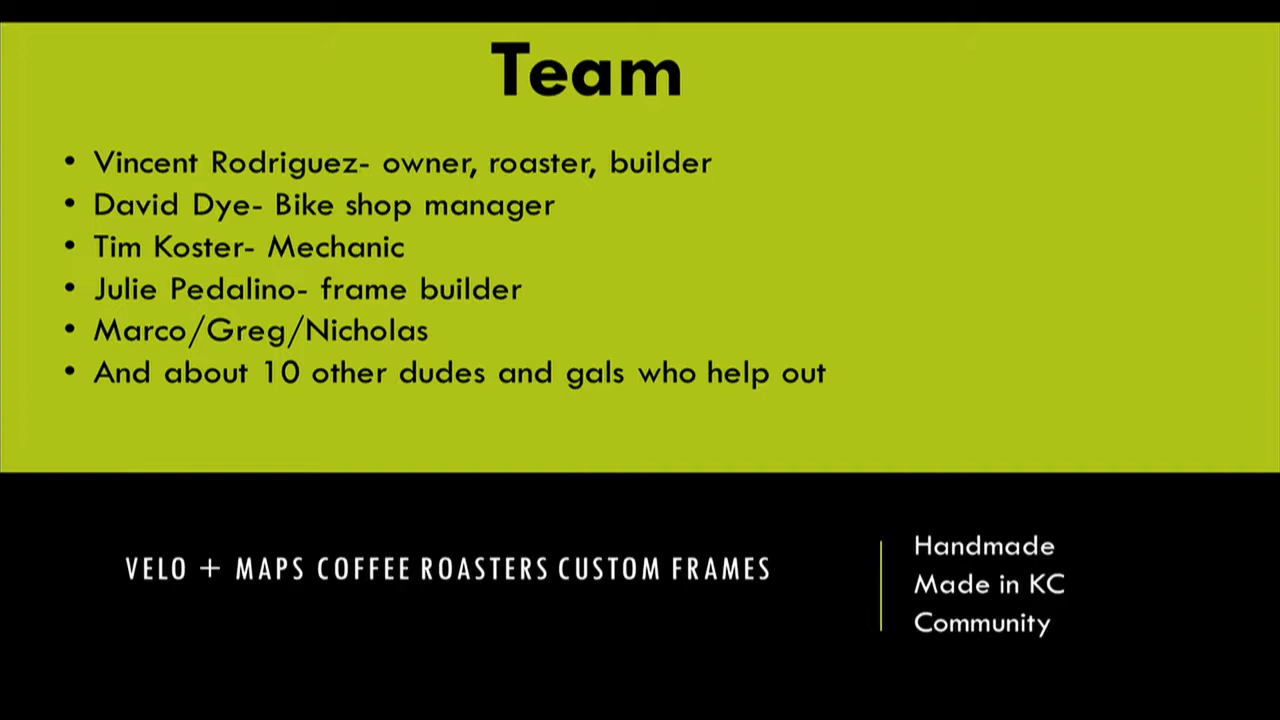 Team
• Vincent Rodriguez- owner, roaster, builder
• David Dye- Bike shop manager
• Tim Koster- Mechanic
• Julie Pedalino- frame builder
• Marco/Greg/Nicholas
• And about 10 other dudes and gals who help out
VELO + MAPS COFFEE ROASTERS CUSTOM FRAMES
Handmade
Made in KC
Community